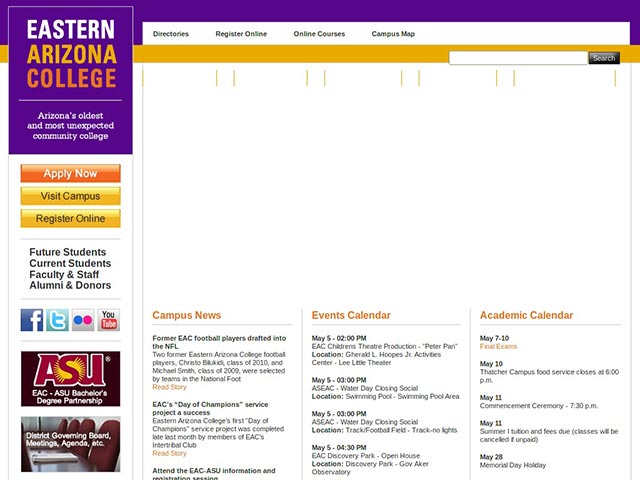 EASTERN
ARIZONA
COLLEGE
Arizona's oldest
and most unexpected
community college
Directories
Register Online
Online Courses
Campus Map
Search
Apply Now
Visit Campus
Register Online
Future Students
Current Students
Faculty & Staff
Alumni & Donors
You
Tube
ASU
EAC - ASU Bachelor's
Degree Partnership
District Governing Board,
Meetings, Agenda, etc.
Campus News
Former EAC football players drafted into
the NFL
Two former Eastern Arizona College football
players, Christo Bilukidi, class of 2010, and
Michael Smith, class of 2009, were selected
by teams in the National Foot
Read Story
EAC's "Day of Champions" service
project a success
Eastern Arizona College's first "Day of
Champions" service project was completed
late last month by members of EAC's
Intertribal Club
Read Story
Attend the EAC-ASU information and
registration session
Events Calendar
May 5 - 02:00 PM
EAC Childrens Theatre Production - "Peter Pan"
Location: Gherald L. Hoopes Jr. Activities
Center - Lee Little Theater
May 5 - 03:00 PM
ASEAC - Water Day Closing Social
Location: Swimming Pool - Swimming Pool Area
May 5 - 03:00 PM
ASEAC - Water Day Closing Social
Location: Track/Football Field - Track-no lights
May 5 - 04:30 PM
EAC Discovery Park - Open House
Location: Discovery Park - Gov Aker
Observatory
Academic Calendar
May 7-10
Final Exams
May 10
Thatcher Campus food service closes at 6:00
p.m.
May 11
Commencement Ceremony - 7:30 p.m.
May 11
Summer I tuition and fees due (classes will be
cancelled if unpaid)
May 28
Memorial Day Holiday